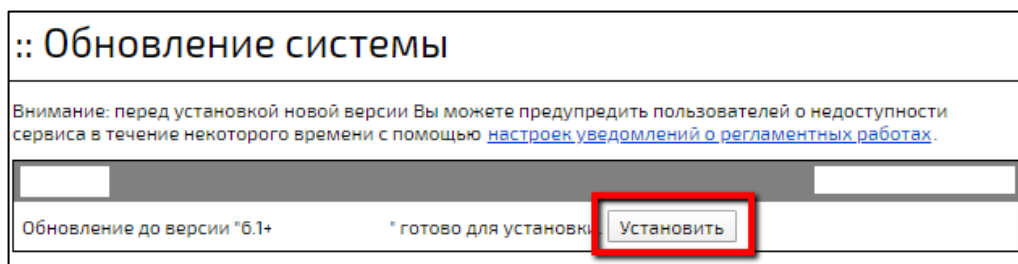 :: Обновление системы
Внимание: перед установкой новой версии Вы можете предупредить пользователей о недоступности
сервиса в течение некоторого времени с помощью настроек уведомлений о регламентных работах.
Обновление до версии "6.1+ " готово для установки. Установить